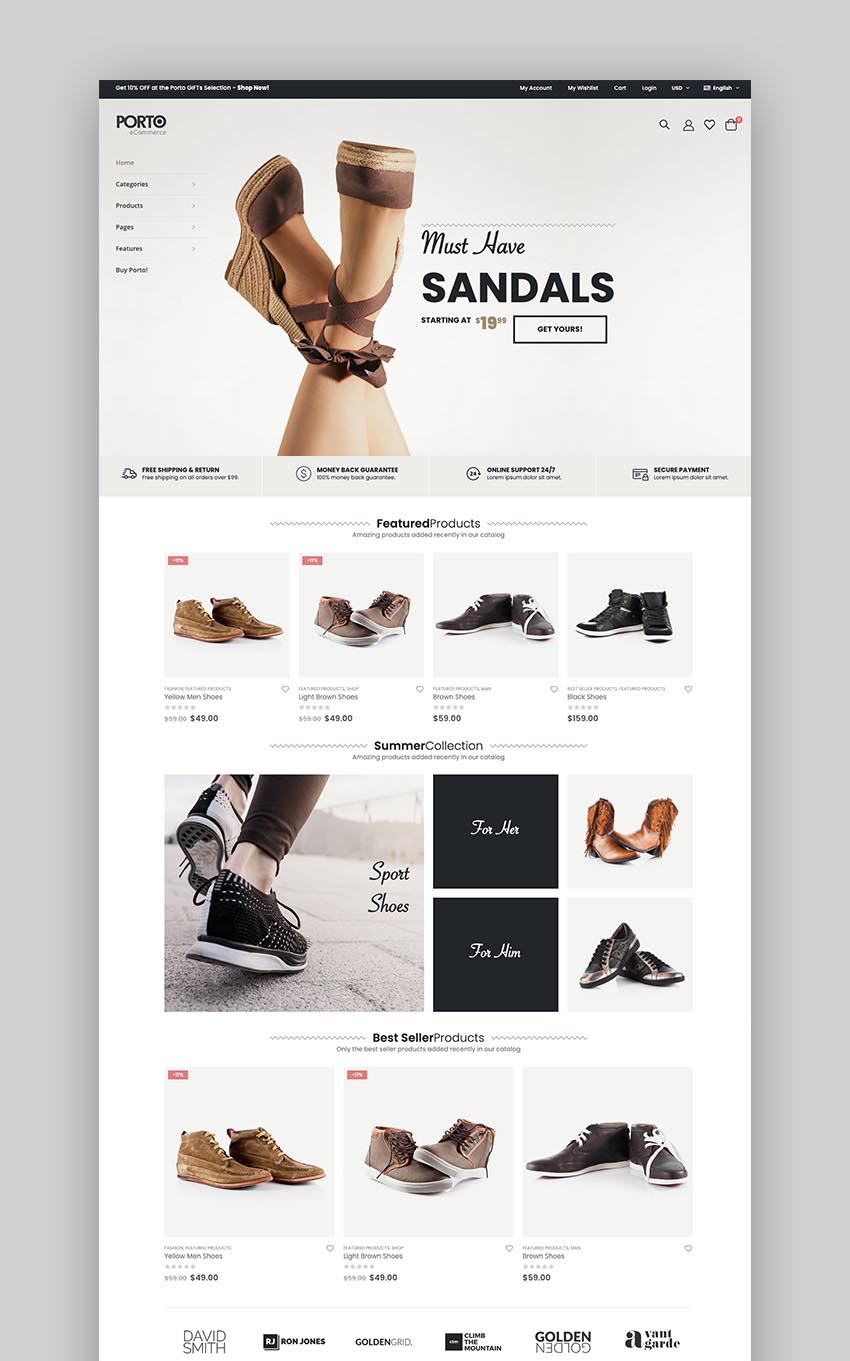 Get 10% OFF at the Porto GIFTs Selection - Shop Now!
My Account My Wishlist Cart Login USD English
PORTO
eCommerce
0
Home
Categories
Products
Pages
Features
Buy Porto!
Must Have
SANDALS
STARTING AT $19.99 GET YOURS!
FREE SHIPPING & RETURN
Free shipping on all orders over $99.
MONEY BACK GUARANTEE
100% money back guarantee.
24
ONLINE SUPPORT 24/7
Lorem ipsum dolor sit amet.
SECURE PAYMENT
Lorem ipsum dolor sit amet.
FeaturedProducts
Amazing products added recently in our catalog
-17%
-17%
FASHION, FEATURED PRODUCTS
Yellow Men Shoes
$59.00 $49.00
FEATURED PRODUCTS, SHOP
Light Brown Shoes
$59.00 $49.00
FEATURED PRODUCTS, MAN
Brown Shoes
$59.00
BEST SELLER PRODUCTS, FEATURED PRODUCTS
Black Shoes
$159.00
SummerCollection
Amazing products added recently in our catalog
Sport
Shoes
For Her
For Him
Best SellerProducts
Only the best seller products added recently in our catalog
-17%
-17%
FASHION, FEATURED PRODUCTS
Yellow Men Shoes
$59.00 $49.00
FEATURED PRODUCTS, SHOP
Light Brown Shoes
$59.00 $49.00
FEATURED PRODUCTS, MAN
Brown Shoes
$59.00
DAVID
SMITH
RJ RON JONES
GOLDENGRID.
ctm
CLIMB
THE
MOUNTAIN
GOLDEN
GOLDEN
a vant
garde